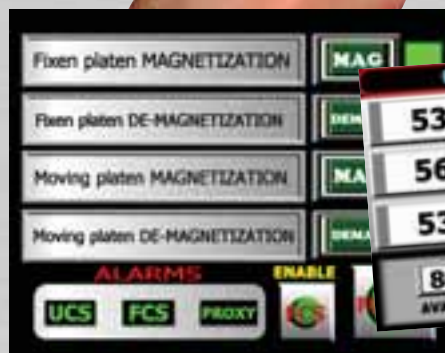 Fixen platen MAGNETIZATION
MAG
Fixen platen DE-MAGNETIZATION
Moving platen MAGNETIZATION
Moving platen DE-MAGNETIZATION
ALARMS
ENABLE
UCS
FCS
PROXY
53
56
53
8